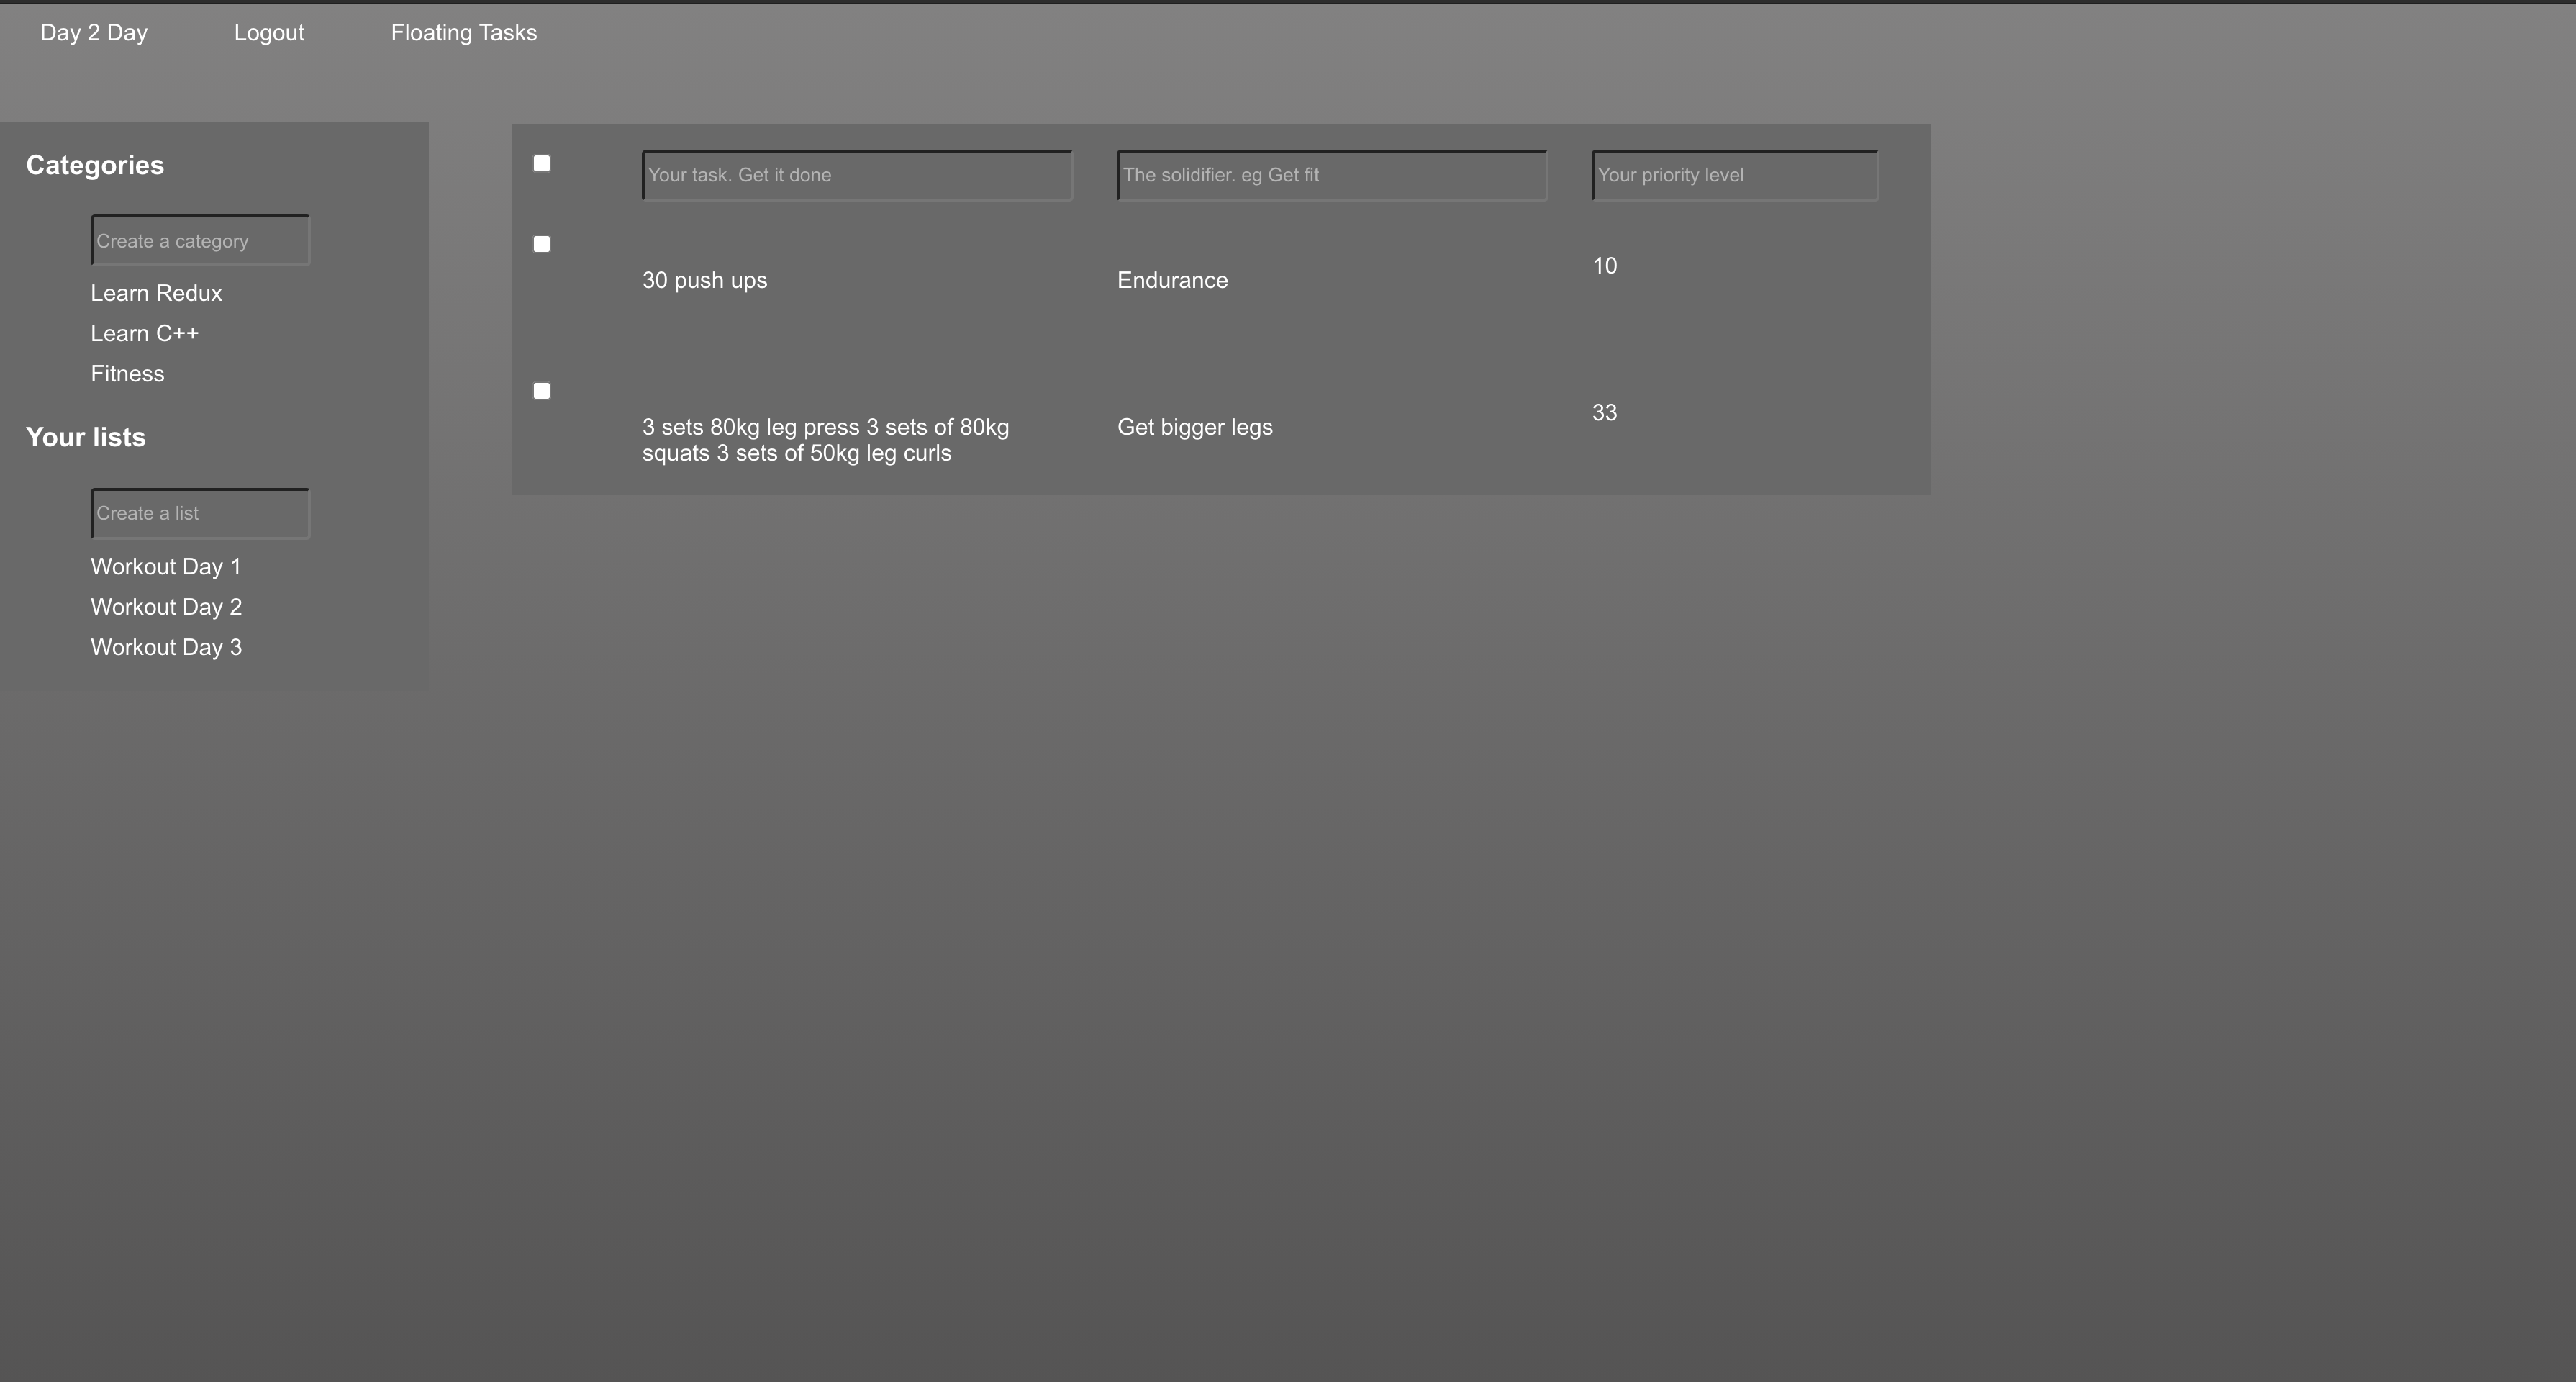 Day 2 Day Logout Floating Tasks
Categories
Create a category
Learn Redux
Learn C++
Fitness
Your lists
Create a list
Workout Day 1
Workout Day 2
Workout Day 3
Your task. Get it done The solidifier. eg Get fit Your priority level
30 push ups Endurance 10
3 sets 80kg leg press 3 sets of 80kg Get bigger legs 33
squats 3 sets of 50kg leg curls